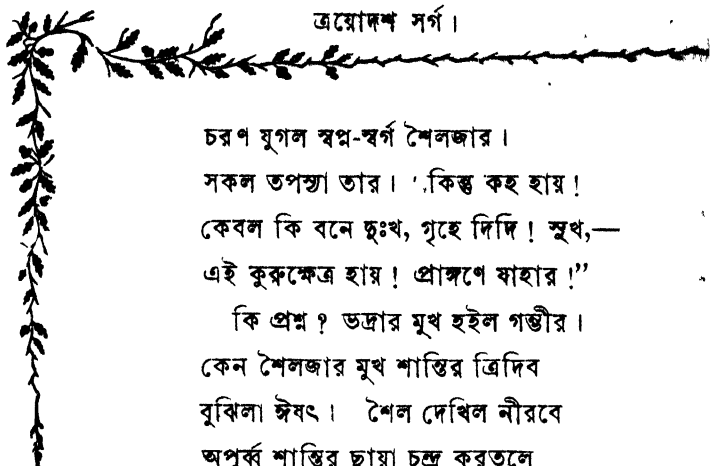 ত্রয়োদশ সর্গ।
চরণ যুগল স্বপ্ন-স্বর্গ শৈলজার।
সকল তপস্যা তার। “কিন্তু কহ হায়!
কেবল কি বনে দুঃখ, গৃহে দিদি! সুখ,—
এই কুরুক্ষেত্র হায়! প্রাঙ্গণে যাহার!”
কি প্রশ্ন? ভদ্রার মুখ হইল গম্ভীর।
কেন শৈলজার মুখ শান্তির ত্রিদিব
বুঝিলা ঈষৎ। শৈল দেখিল নীরবে
অপূর্ব্ব শান্তির ছায়া চন্দ্র করতলে